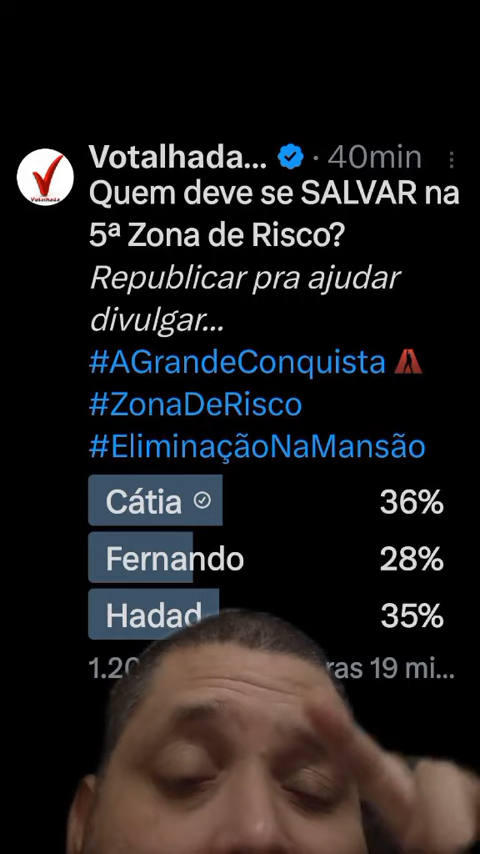 Votalhada... · 40min
Quem deve se SALVAR na
5ª Zona de Risco?
Republicar pra ajudar
divulgar...
#AGrandeConquista
#ZonaDeRisco
#EliminaçãoNaMansão
Votalhada
Cátia 36%
Fernando 28%
Hadad 35%
19 mi...